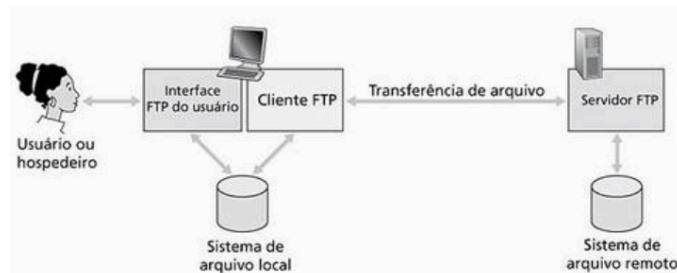 Interface
FTP do usuário
Cliente FTP
Transferência de arquivo
Servidor FTP
Usuário ou
hospedeiro
Sistema de
arquivo local
Sistema de
arquivo remoto